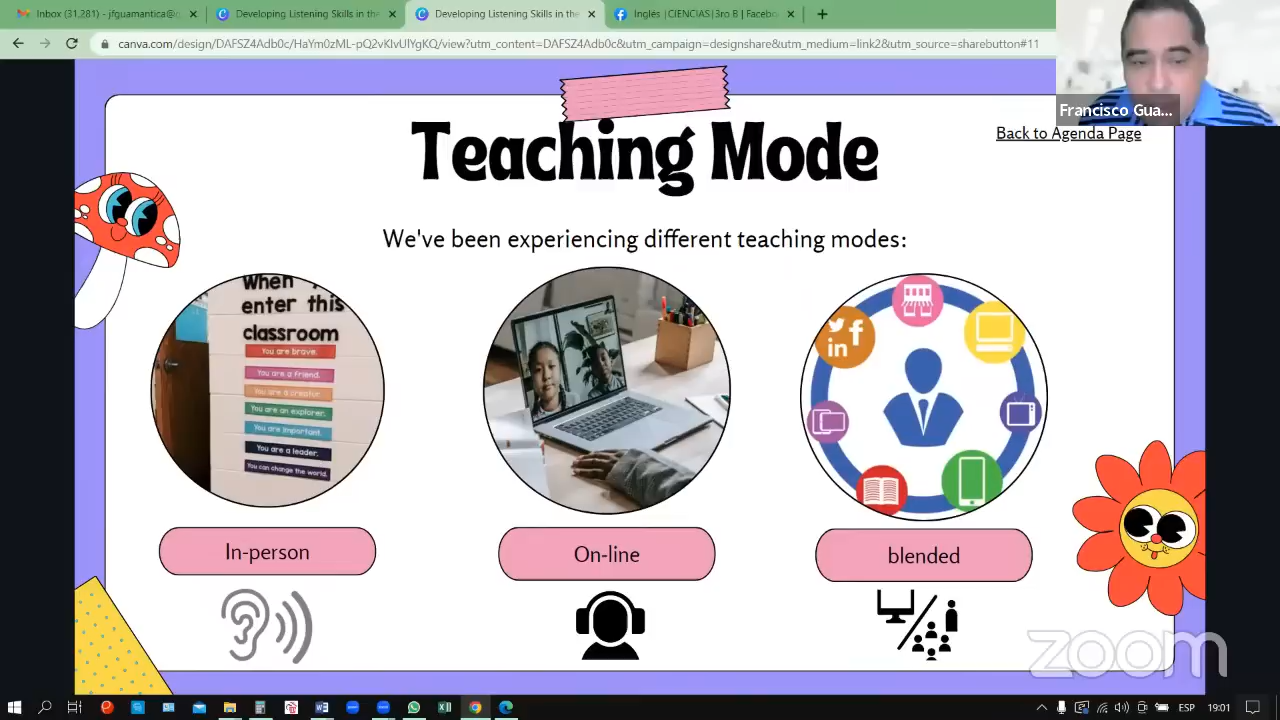 Inbox (31,281) - jfguamantica@
Developing Listening Skills in the
Developing Listening Skills in the
Inglés |CIENCIAS|3ro B | Facebo
canva.com/design/DAFSZ4Adb0c/HaYm0zML-pQ2vKlvUlYgKQ/view?utm_content=DAFSZ4Adb0c&utm_campaign=designshare&utm_medium=link2&utm_source=sharebutton#11
Francisco Gua...
Back to Agenda Page
Teaching Mode
We've been experiencing different teaching modes:
When
enter this
classroom
You are brave.
You are a friend.
You are a creator.
You are an explorer.
You are important.
You are a leader.
You can change the world.
in
In-person
On-line
blended
zoom
ESP
19:01